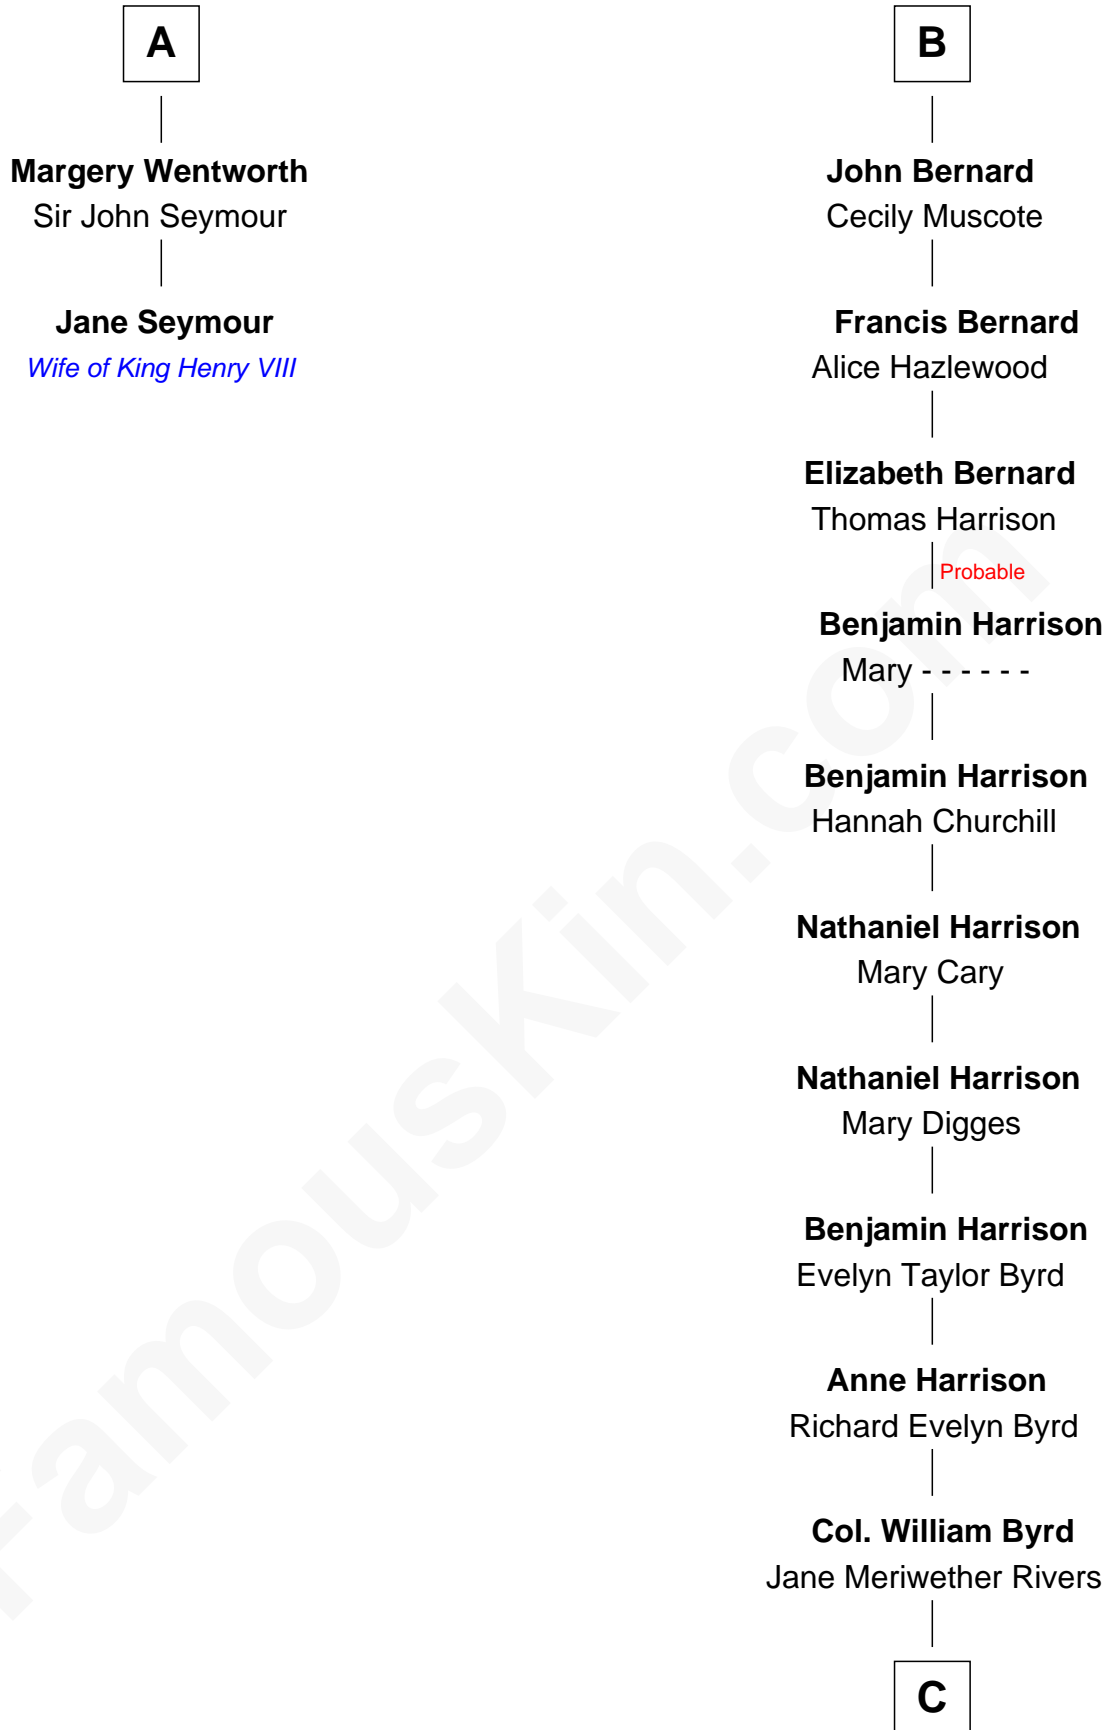 A
Margery Wentworth
Sir John Seymour
Jane Seymour
Wife of King Henry VIII
B
John Bernard
Cecily Muscote
Francis Bernard
Alice Hazlewood
Elizabeth Bernard
Thomas Harrison
Probable
Benjamin Harrison
Mary - - - - - -
Benjamin Harrison
Hannah Churchill
Nathaniel Harrison
Mary Cary
Nathaniel Harrison
Mary Digges
Benjamin Harrison
Evelyn Taylor Byrd
Anne Harrison
Richard Evelyn Byrd
Col. William Byrd
Jane Meriwether Rivers
C
FamousKin.com